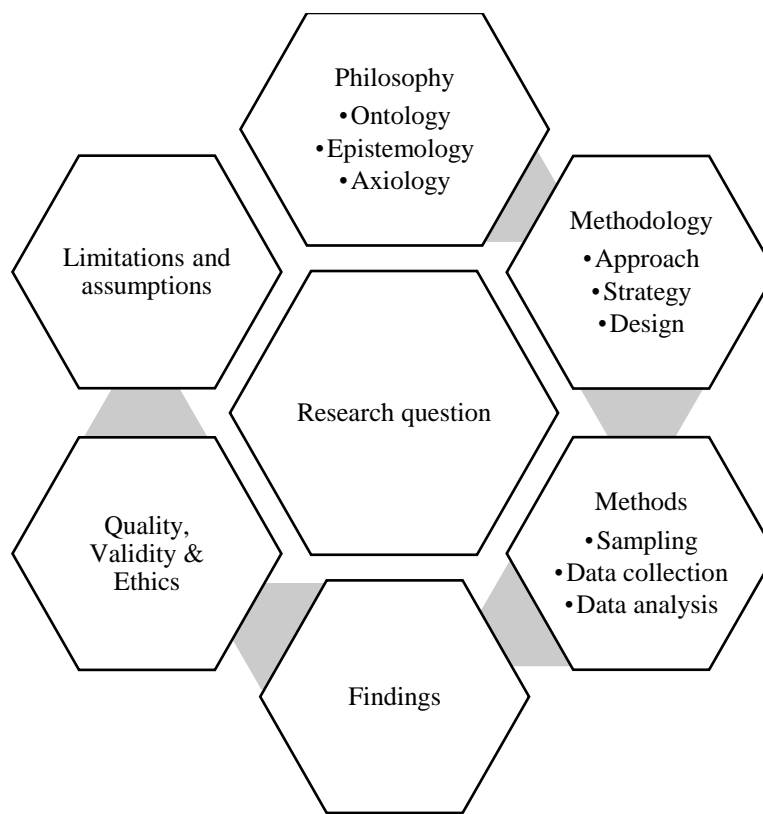 Philosophy
•Ontology
•Epistemology
•Axiology
Methodology
•Approach
•Strategy
•Design
Methods
•Sampling
•Data collection
•Data analysis
Findings
Quality,
Validity &
Ethics
Limitations and
assumptions
Research question